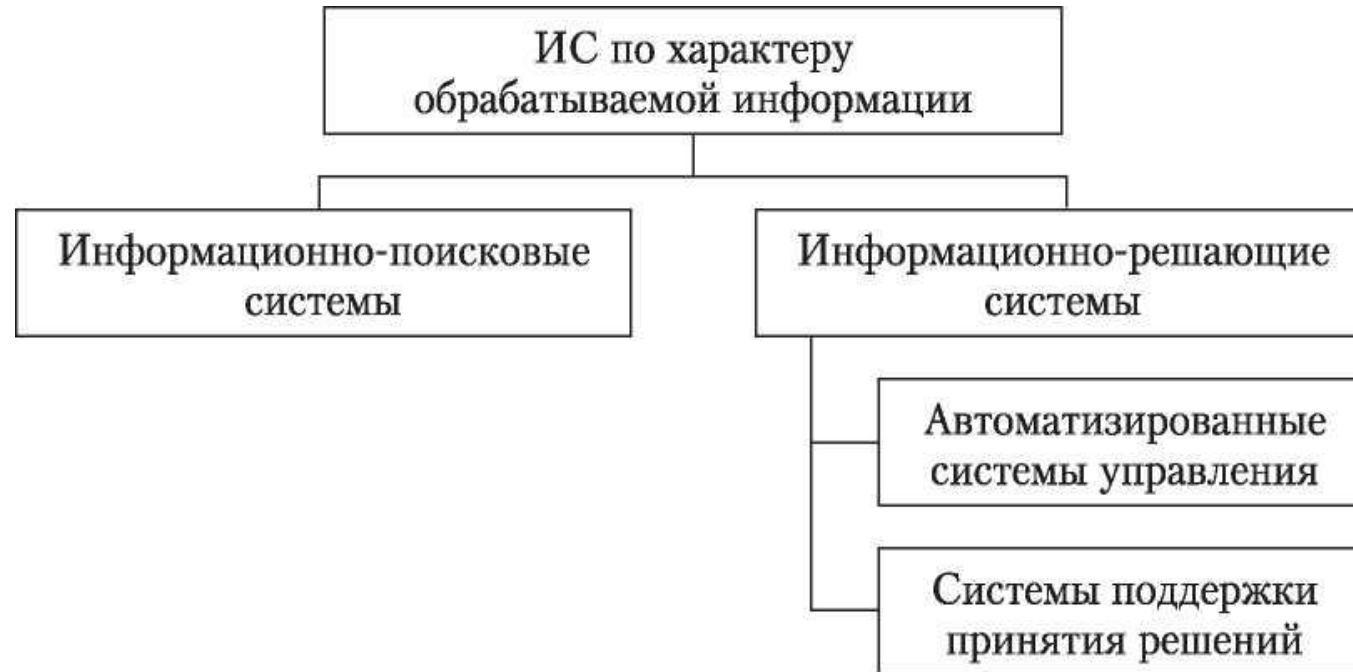 ИС по характеру
обрабатываемой информации
Информационно-поисковые
системы
Информационно-решающие
системы
Автоматизированные
системы управления
Системы поддержки
принятия решений